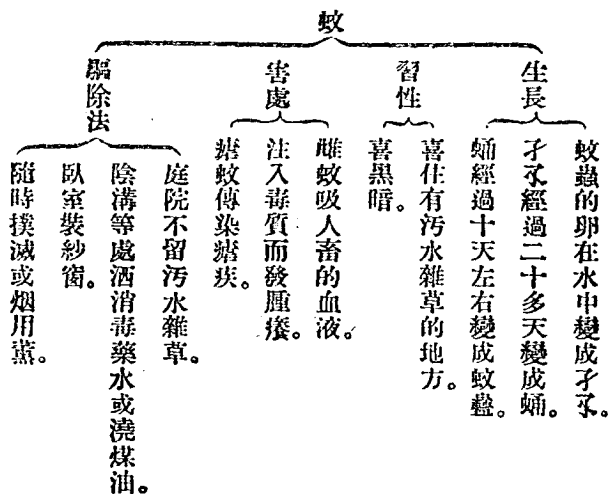 蚊
生長
蚊蟲的卵在水中變成孑孓。
孑孓經過二十多天變成蛹。
蛹經過十天左右變成蚊蟲。
習性
喜住有污水雜草的地方。
喜黑暗。
害處
雌蚊吸人畜的血液。
注入毒質而發腫癢。
瘧蚊傳染瘧疾。
驅除法
庭院不留污水雜草。
陰溝等處洒消毒藥水或澆煤油。
臥室裝紗窗。
隨時撲滅或烟用薰。